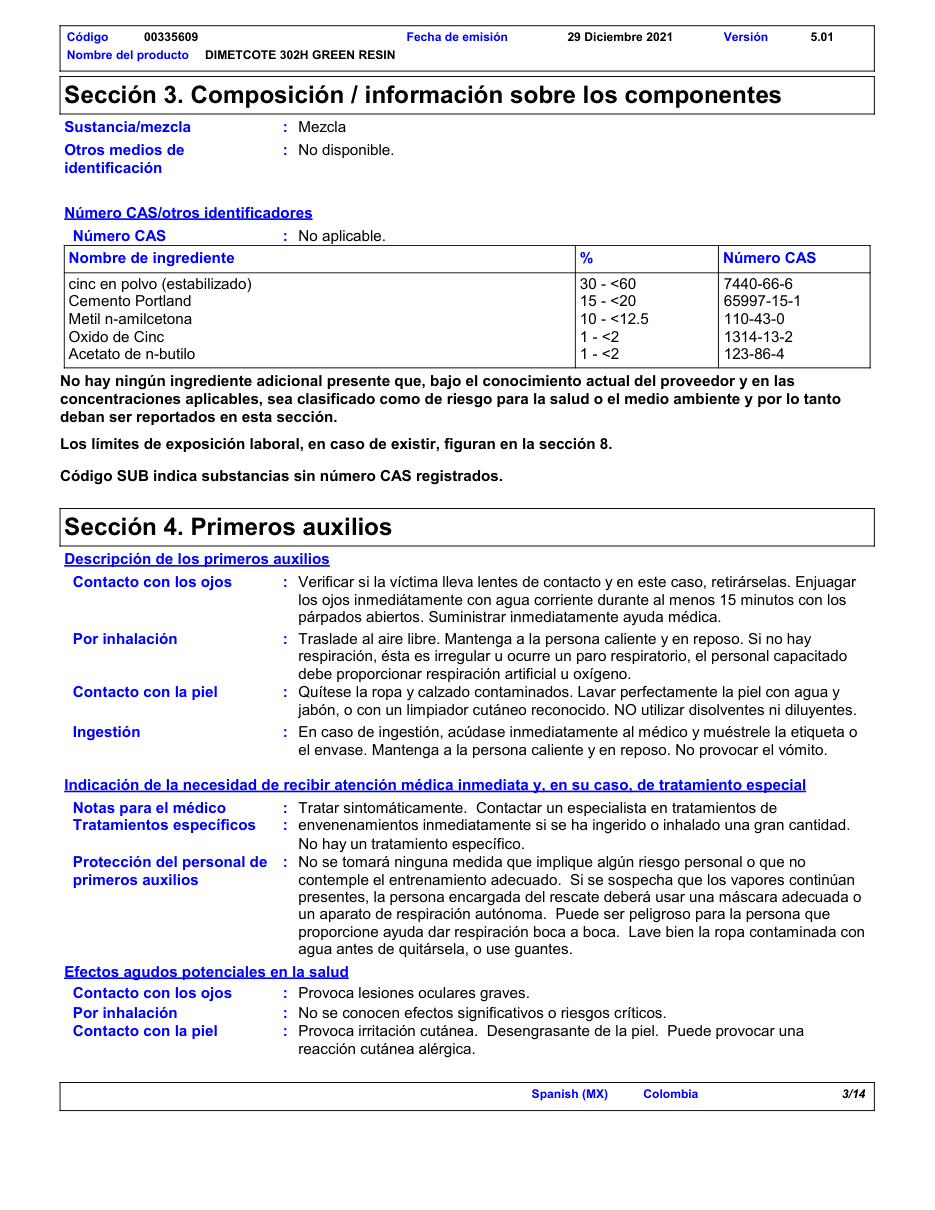 Código 00335609 Fecha de emisión 29 Diciembre 2021 Versión 5.01
Nombre del producto DIMETCOTE 302H GREEN RESIN
Sección 3. Composición / información sobre los componentes
Sustancia/mezcla : Mezcla
Otros medios de : No disponible.
identificación
Número CAS/otros identificadores
Número CAS : No aplicable.
Nombre de ingrediente % Número CAS
cinc en polvo (estabilizado) 30 - <60 7440-66-6
Cemento Portland 15 - <20 65997-15-1
Metil n-amilcetona 10 - <12.5 110-43-0
Oxido de Cinc 1 - <2 1314-13-2
Acetato de n-butilo 1 - <2 123-86-4
No hay ningún ingrediente adicional presente que, bajo el conocimiento actual del proveedor y en las
concentraciones aplicables, sea clasificado como de riesgo para la salud o el medio ambiente y por lo tanto
deban ser reportados en esta sección.
Los límites de exposición laboral, en caso de existir, figuran en la sección 8.
Código SUB indica substancias sin número CAS registrados.
Sección 4. Primeros auxilios
Descripción de los primeros auxilios
Contacto con los ojos : Verificar si la víctima lleva lentes de contacto y en este caso, retirárselas. Enjuagar
los ojos inmediátamente con agua corriente durante al menos 15 minutos con los
párpados abiertos. Suministrar inmediatamente ayuda médica.
Por inhalación : Traslade al aire libre. Mantenga a la persona caliente y en reposo. Si no hay
respiración, ésta es irregular u ocurre un paro respiratorio, el personal capacitado
debe proporcionar respiración artificial u oxígeno.
Contacto con la piel : Quítese la ropa y calzado contaminados. Lavar perfectamente la piel con agua y
jabón, o con un limpiador cutáneo reconocido. NO utilizar disolventes ni diluyentes.
Ingestión : En caso de ingestión, acúdase inmediatamente al médico y muéstrele la etiqueta o
el envase. Mantenga a la persona caliente y en reposo. No provocar el vómito.
Indicación de la necesidad de recibir atención médica inmediata y, en su caso, de tratamiento especial
Notas para el médico : Tratar sintomáticamente. Contactar un especialista en tratamientos de
Tratamientos específicos : envenenamientos inmediatamente si se ha ingerido o inhalado una gran cantidad.
No hay un tratamiento específico.
Protección del personal de : No se tomará ninguna medida que implique algún riesgo personal o que no
primeros auxilios contemple el entrenamiento adecuado. Si se sospecha que los vapores continúan
presentes, la persona encargada del rescate deberá usar una máscara adecuada o
un aparato de respiración autónoma. Puede ser peligroso para la persona que
proporcione ayuda dar respiración boca a boca. Lave bien la ropa contaminada con
agua antes de quitársela, o use guantes.
Efectos agudos potenciales en la salud
Contacto con los ojos : Provoca lesiones oculares graves.
Por inhalación : No se conocen efectos significativos o riesgos críticos.
Contacto con la piel : Provoca irritación cutánea. Desengrasante de la piel. Puede provocar una
reacción cutánea alérgica.
Spanish (MX) Colombia 3/14